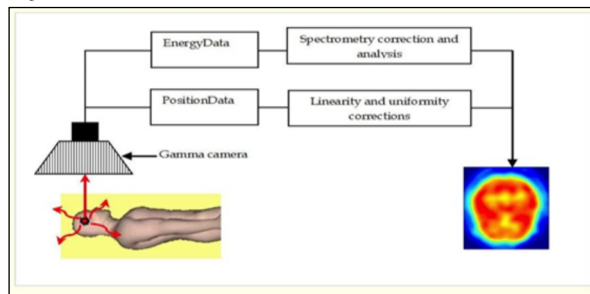 EnergyData
Spectrometry correction and
analysis
PositionData
Linearity and uniformity
corrections
Gamma camera